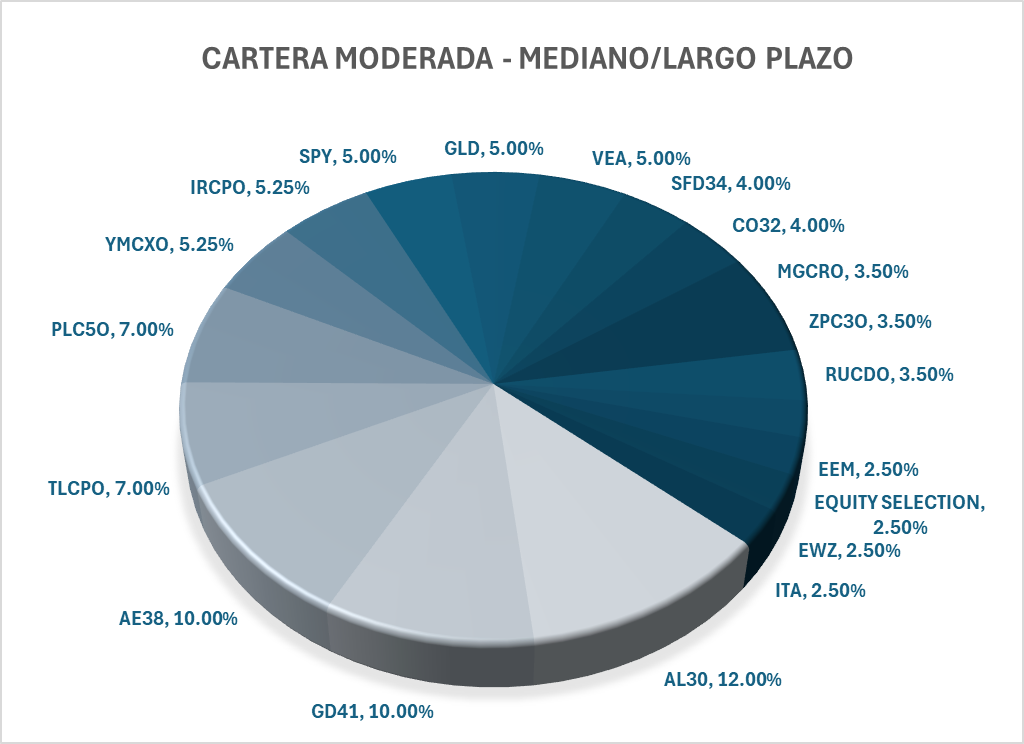 CARTERA MODERADA - MEDIANO/LARGO PLAZO
GLD, 5.00%
SPY, 5.00%
VEA, 5.00%
IRCPO, 5.25%
SFD34, 4.00%
CO32, 4.00%
YMCXO, 5.25%
MGCRO, 3.50%
ZPC3O, 3.50%
PLC5O, 7.00%
RUCDO, 3.50%
EEM, 2.50%
TLCPO, 7.00%
EQUITY SELECTION,
2.50%
EWZ, 2.50%
ITA, 2.50%
AE38, 10.00%
AL30, 12.00%
GD41, 10.00%